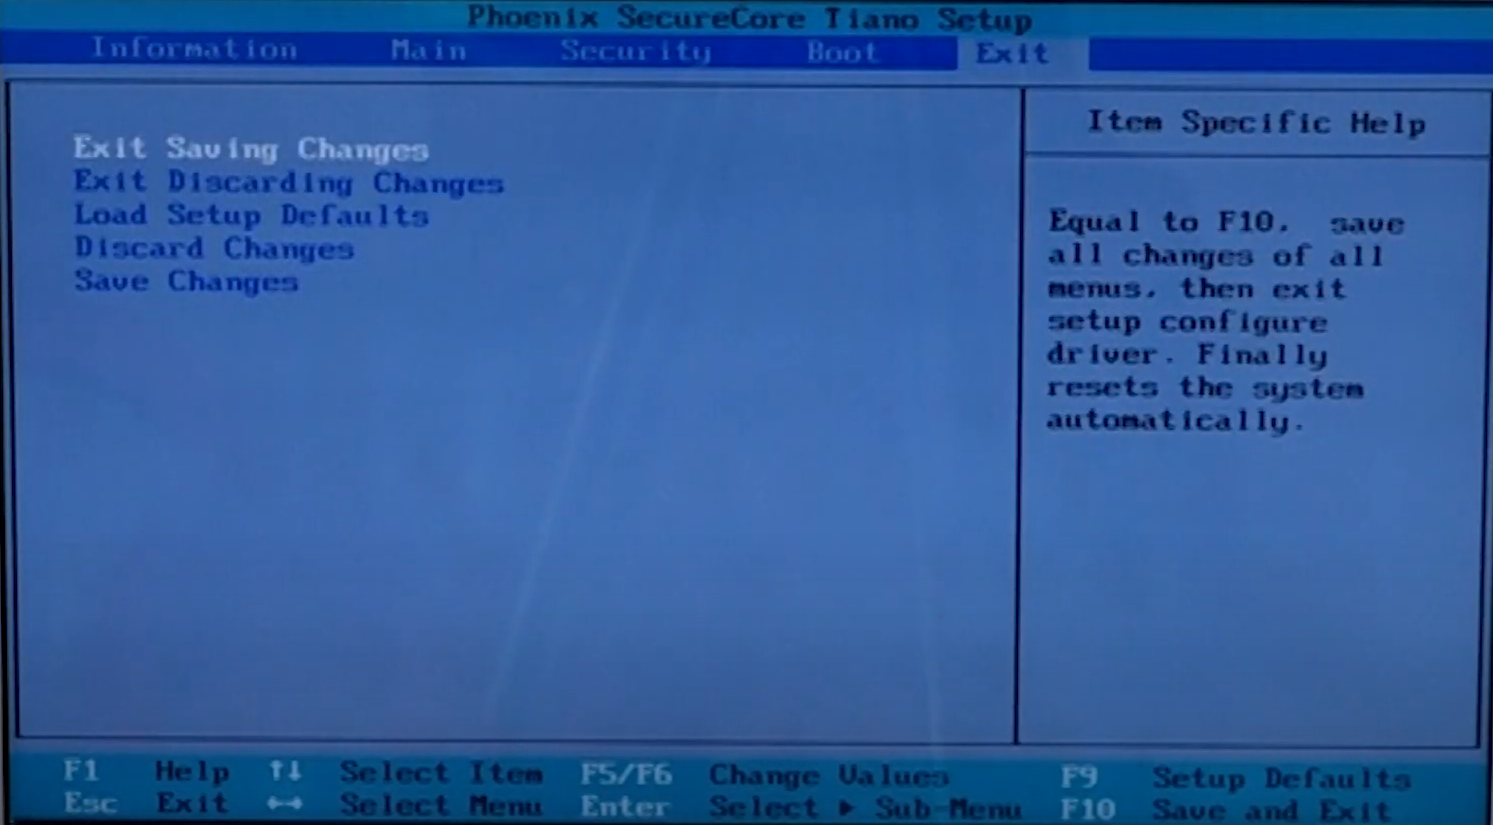 Phoenix SecureCore Tiano Setup
Information Main Security Boot Exit
Exit Saving Changes
Exit Discarding Changes
Load Setup Defaults
Discard Changes
Save Changes
Item Specific Help
Equal to F10, save
all changes of all
menus, then exit
setup configure
driver. Finally
resets the system
automatically.
F1 Help ↑↓ Select Item F5/F6 Change Values F9 Setup Defaults
Esc Exit ↔ Select Menu Enter Select ▶ Sub-Menu F10 Save and Exit